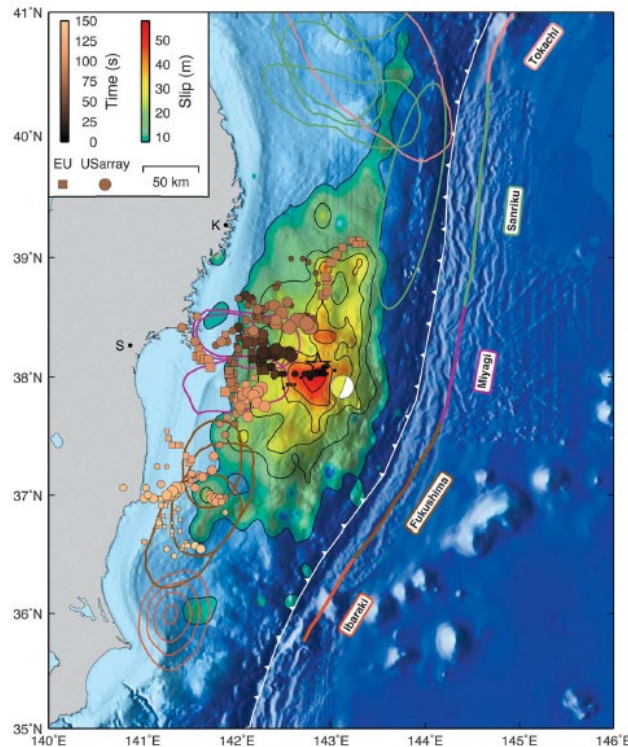 41°N
40°N
39°N
38°N
37°N
36°N
35°N
140°E
141°E
142°E
143°E
144°E
145°E
146°E
150
125
100
75
50
25
0
Time (s)
50
40
30
20
10
Slip (m)
EU USarray
50 km
K
S
Tokachi
Sanriku
Miyagi
Fukushima
Ibaraki